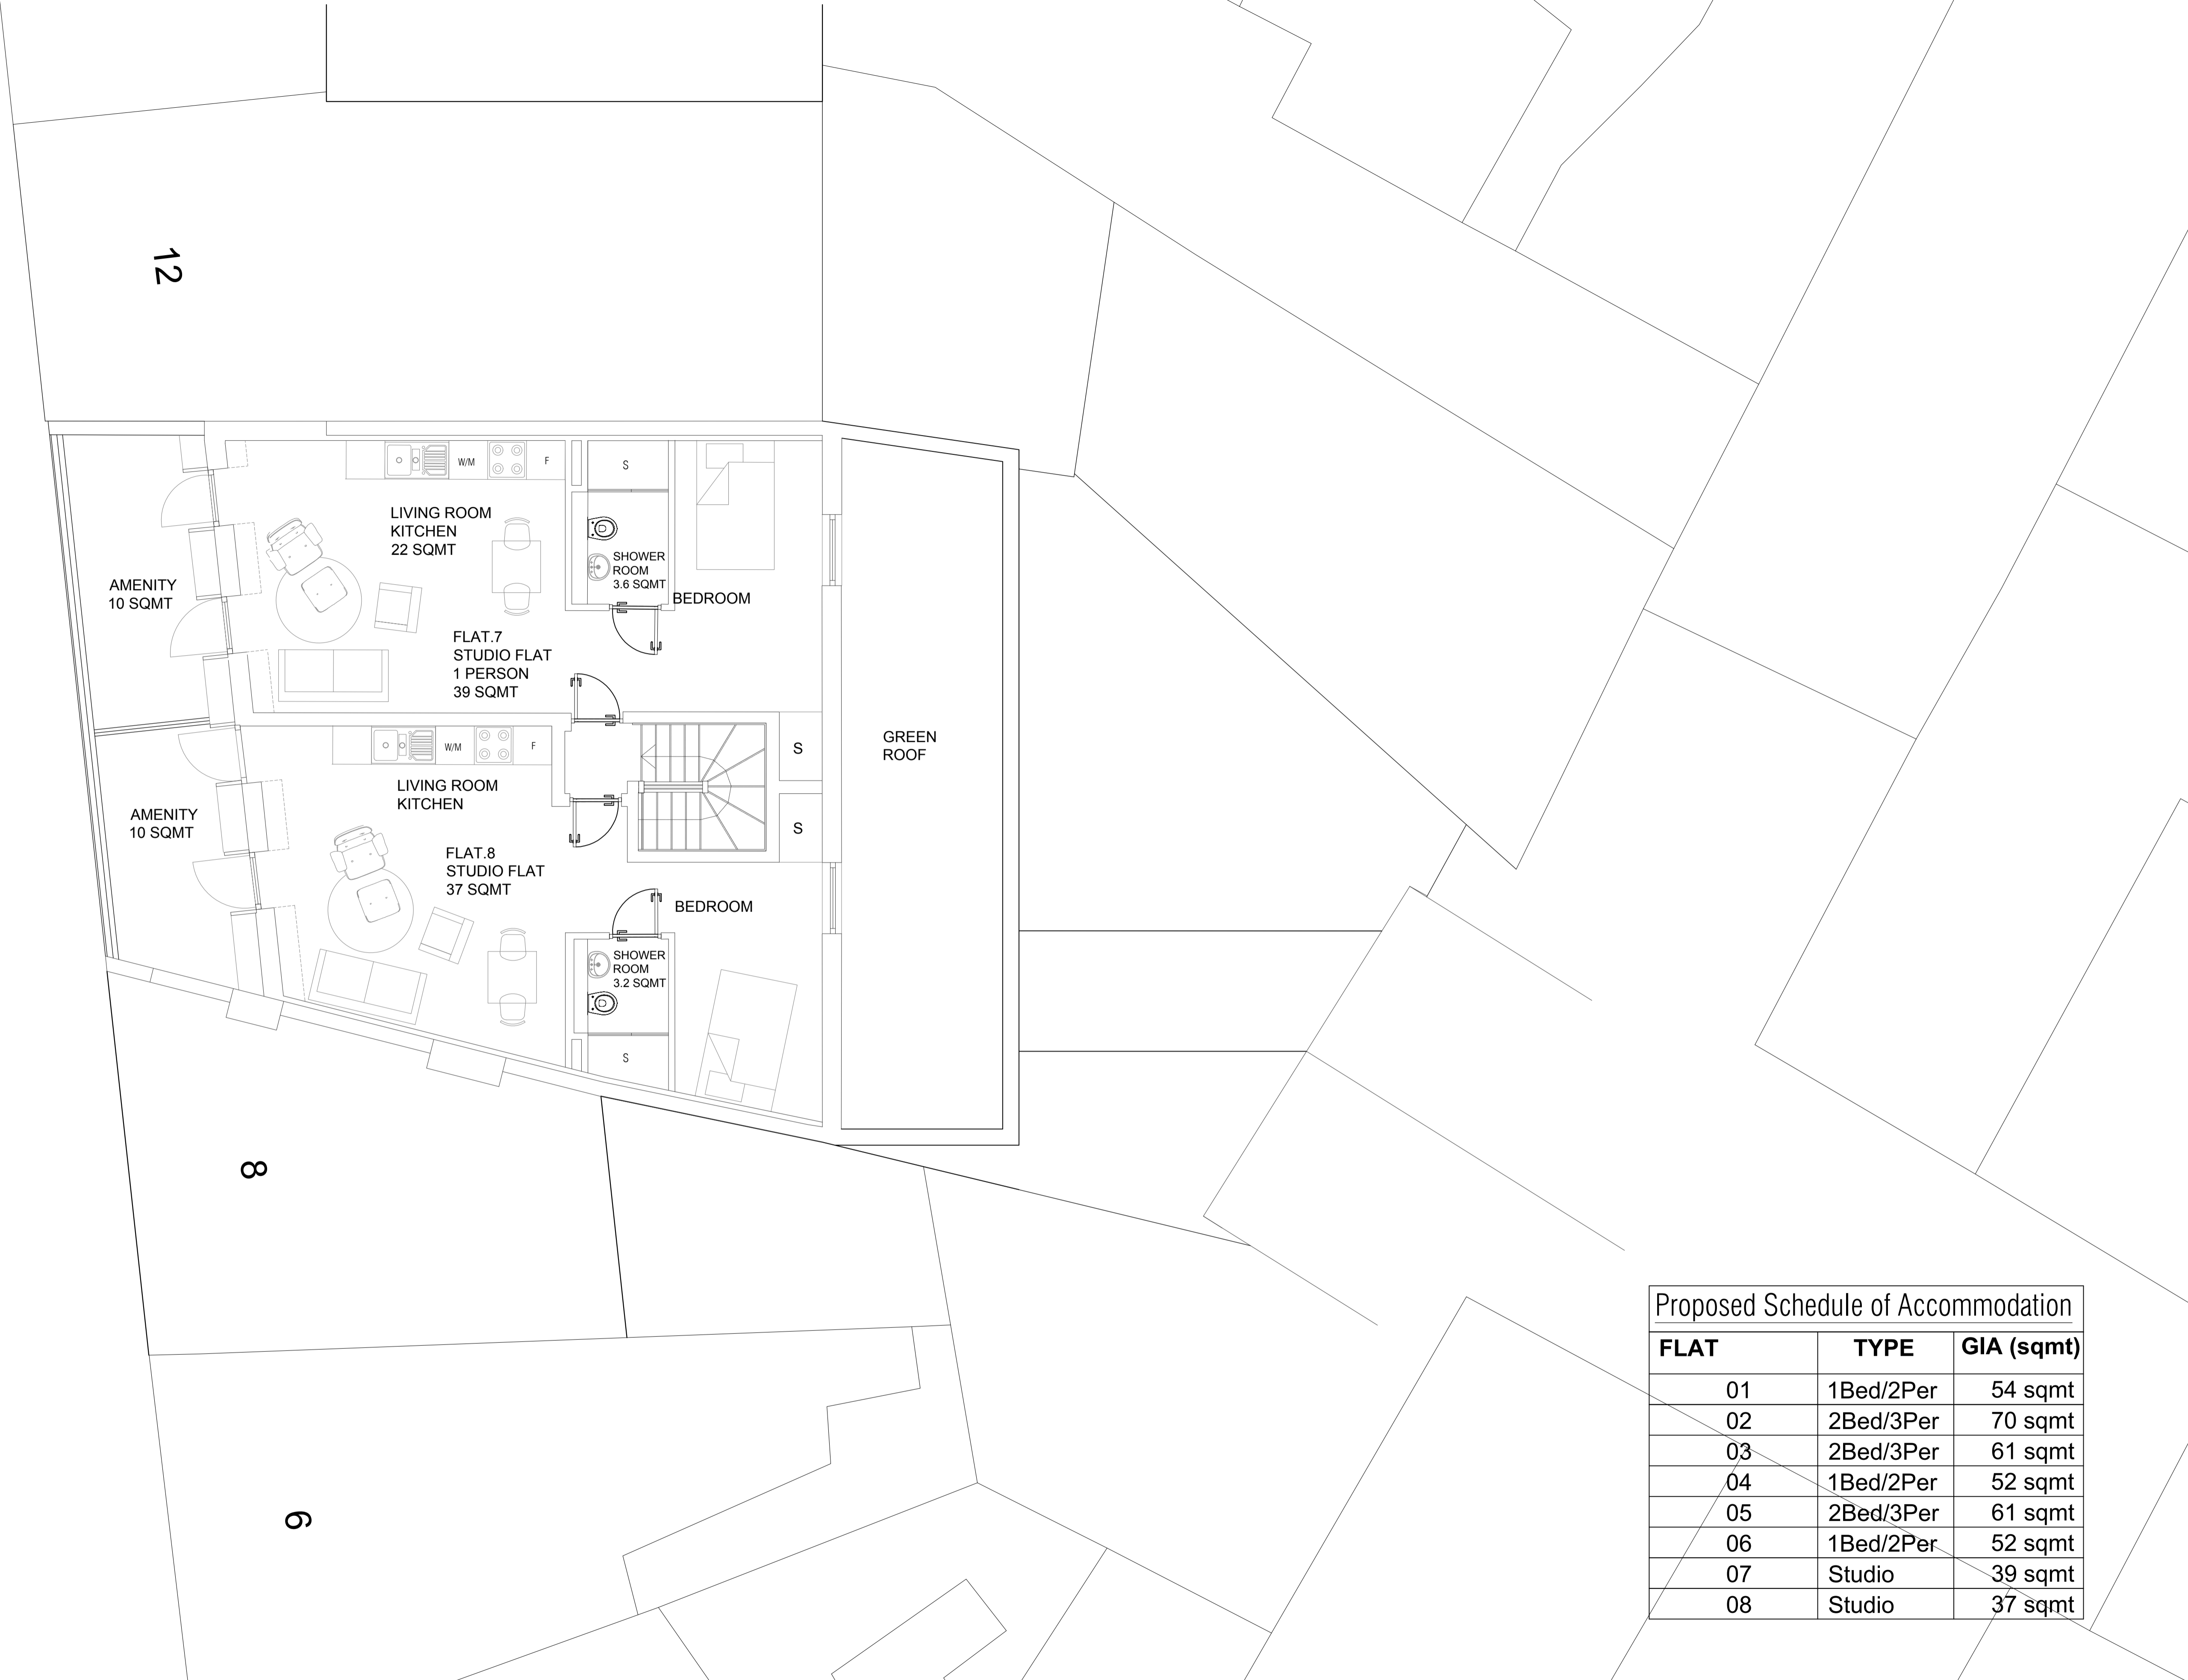 12
W/M
F
S
LIVING ROOM
KITCHEN
22 SQMT
SHOWER
ROOM
3.6 SQMT
BEDROOM
AMENITY
10 SQMT
FLAT.7
STUDIO FLAT
1 PERSON
39 SQMT
W/M
F
S
GREEN
ROOF
LIVING ROOM
KITCHEN
AMENITY
10 SQMT
S
FLAT.8
STUDIO FLAT
37 SQMT
BEDROOM
SHOWER
ROOM
3.2 SQMT
S
8
6
Proposed Schedule of Accommodation
FLAT TYPE GIA (sqmt)
01 1Bed/2Per 54 sqmt
02 2Bed/3Per 70 sqmt
03 2Bed/3Per 61 sqmt
04 1Bed/2Per 52 sqmt
05 2Bed/3Per 61 sqmt
06 1Bed/2Per 52 sqmt
07 Studio 39 sqmt
08 Studio 37 sqmt